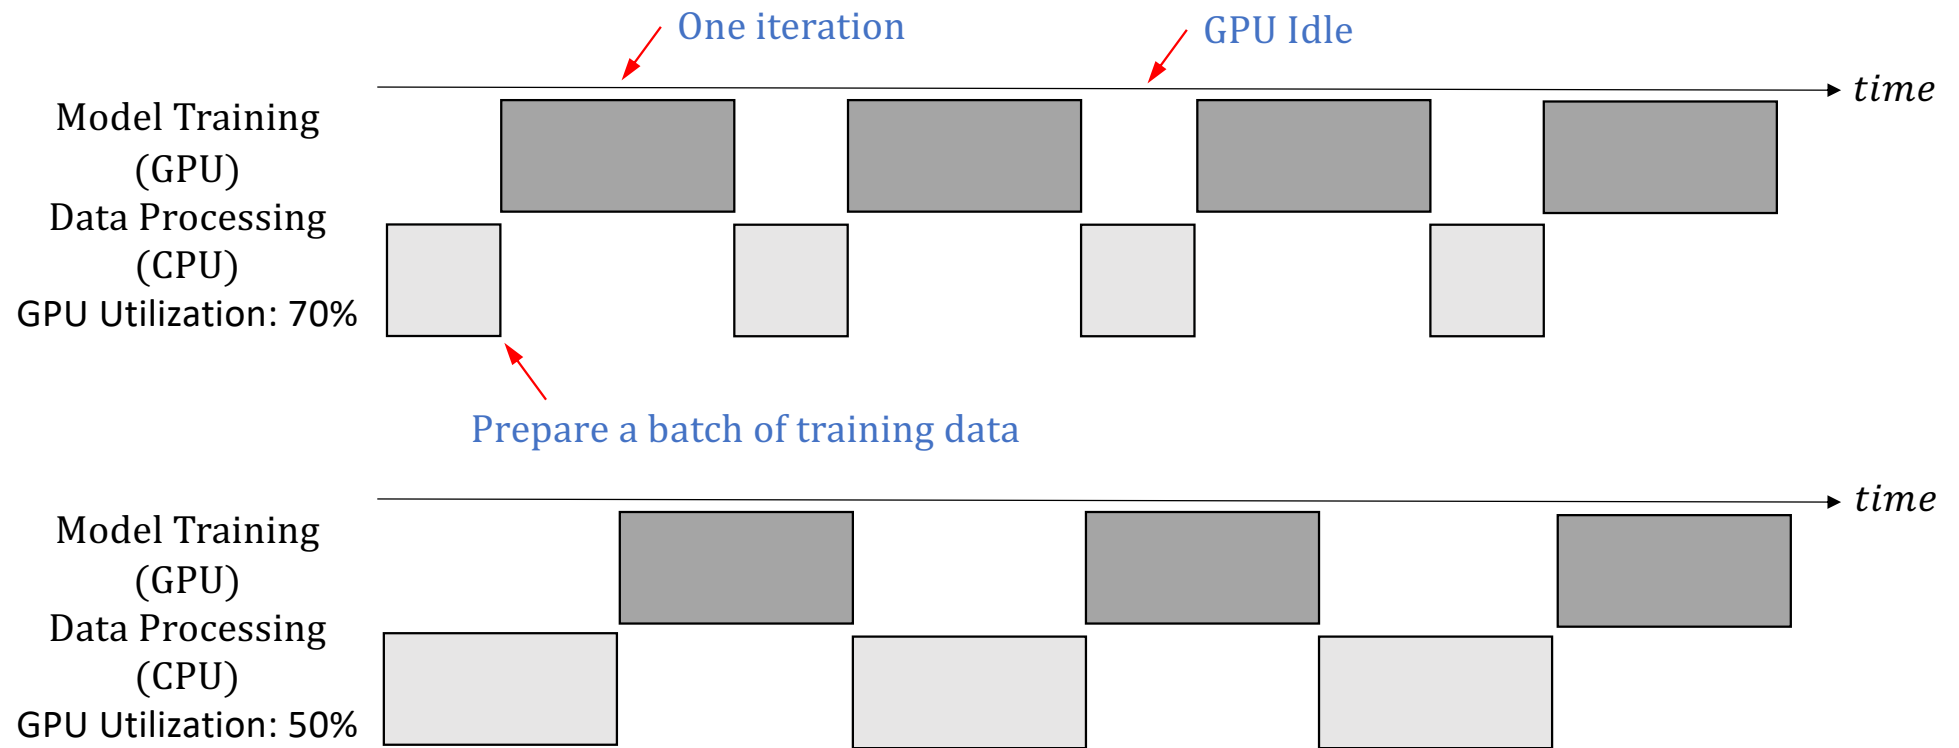 One iteration
GPU Idle
time
Model Training
(GPU)
Data Processing
(CPU)
GPU Utilization: 70%
Prepare a batch of training data
time
Model Training
(GPU)
Data Processing
(CPU)
GPU Utilization: 50%